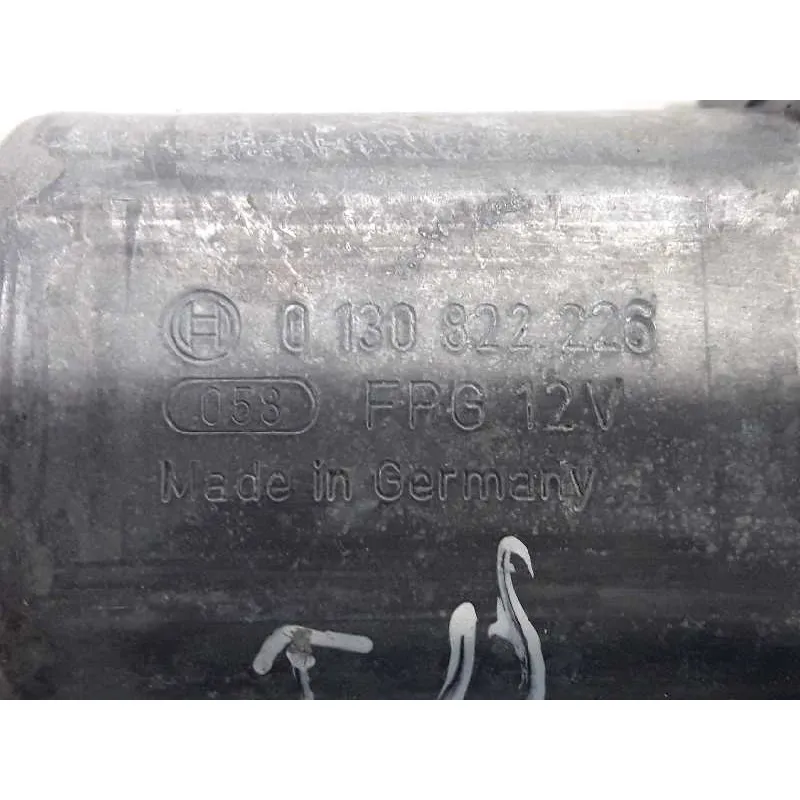 0 130 822 226
058 FPG 12V
Made in Germany